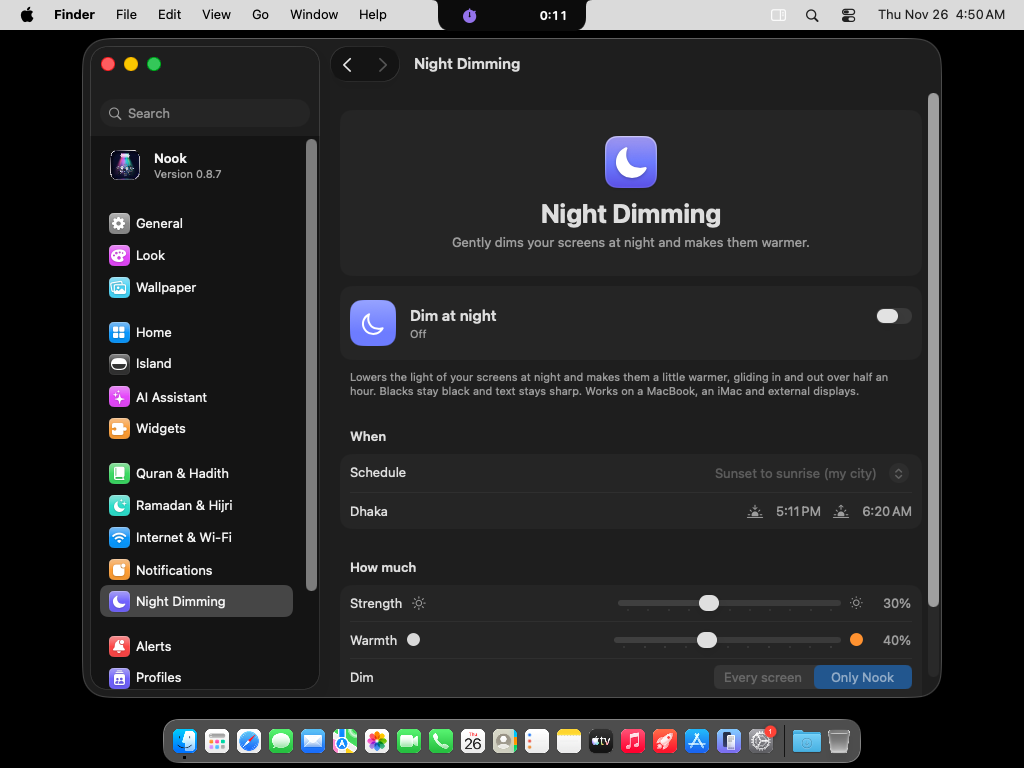 Finder File Edit View Go Window Help 0:11 Thu Nov 26 4:50 AM
Night Dimming
Search
Nook
Version 0.8.7
General
Look
Wallpaper
Home
Island
AI Assistant
Widgets
Quran & Hadith
Ramadan & Hijri
Internet & Wi-Fi
Notifications
Night Dimming
Alerts
Profiles
Night Dimming
Gently dims your screens at night and makes them warmer.
Dim at night
Off
Lowers the light of your screens at night and makes them a little warmer, gliding in and out over half an
hour. Blacks stay black and text stays sharp. Works on a MacBook, an iMac and external displays.
When
Schedule Sunset to sunrise (my city)
Dhaka 5:11 PM 6:20 AM
How much
Strength 30%
Warmth 40%
Dim Every screen Only Nook
Thu
26
tv
1